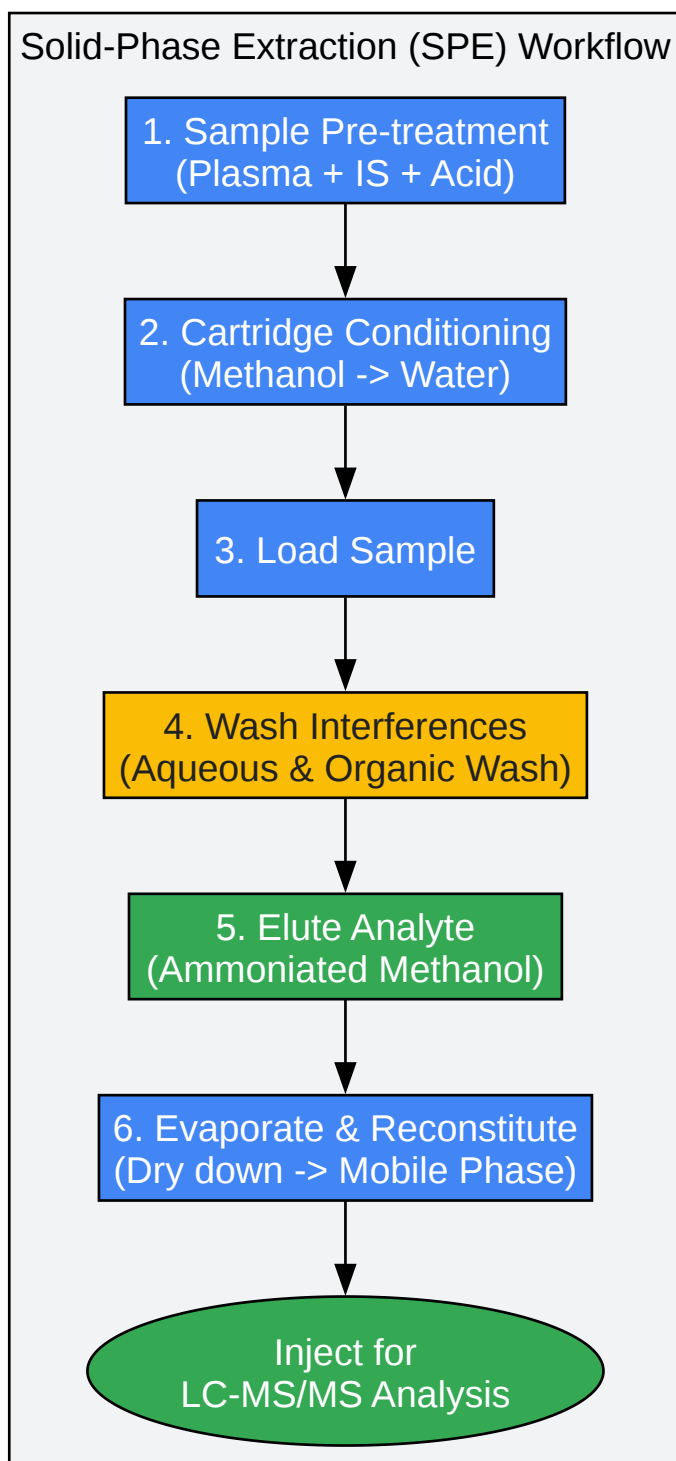 Solid-Phase Extraction (SPE) Workflow
1. Sample Pre-treatment
(Plasma + IS + Acid)
2. Cartridge Conditioning
(Methanol -> Water)
3. Load Sample
4. Wash Interferences
(Aqueous & Organic Wash)
5. Elute Analyte
(Ammoniated Methanol)
6. Evaporate & Reconstitute
(Dry down -> Mobile Phase)
Inject for
LC-MS/MS Analysis